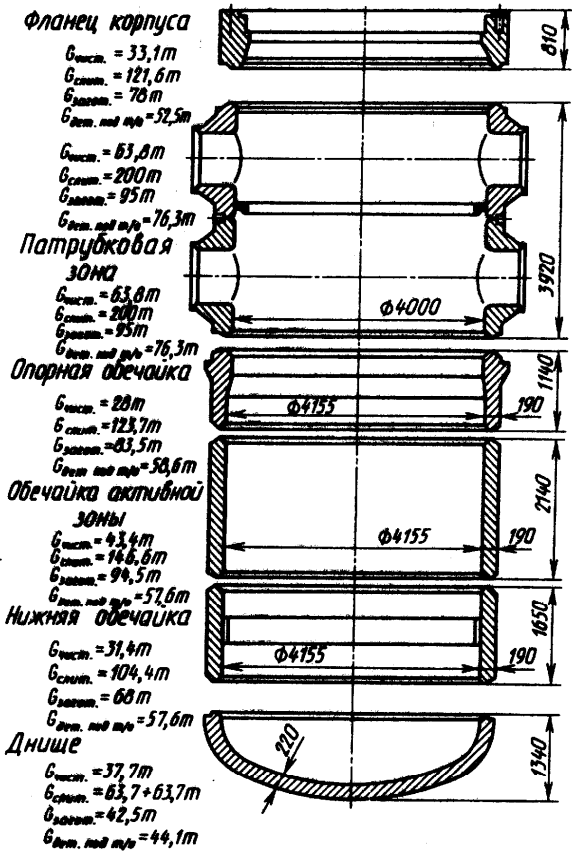 Фланец корпуса
Gчист. = 33,1т
Gслит. = 121,6т
Gзагот. = 78т
Gдет. под т/о = 52,5т
Gчист. = 63,8т
Gслит. = 200т
Gзагот. = 95т
Gдет. под т/о = 76,3т
Патрубковая
зона
Gчист. = 63,8т
Gслит. = 200т
Gзагот. = 95т
Gдет. под т/о = 76,3т
Опорная обечайка
Gчист. = 28т
Gслит. = 123,7т
Gзагот. = 83,5т
Gдет. под т/о = 58,6т
Обечайка активной
зоны
Gчист. = 43,4т
Gслит. = 146,6т
Gзагот. = 94,5т
Gдет. под т/о = 57,6т
Нижняя обечайка
Gчист. = 31,4т
Gслит. = 104,4т
Gзагот. = 68т
Gдет. под т/о = 57,6т
Днище
Gчист. = 37,7т
Gслит. = 63,7+63,7т
Gзагот. = 42,5т
Gдет. под т/о = 44,1т
810
ф4000
3920
ф4155
190
1140
ф4155
190
2140
ф4155
190
1650
220
1340